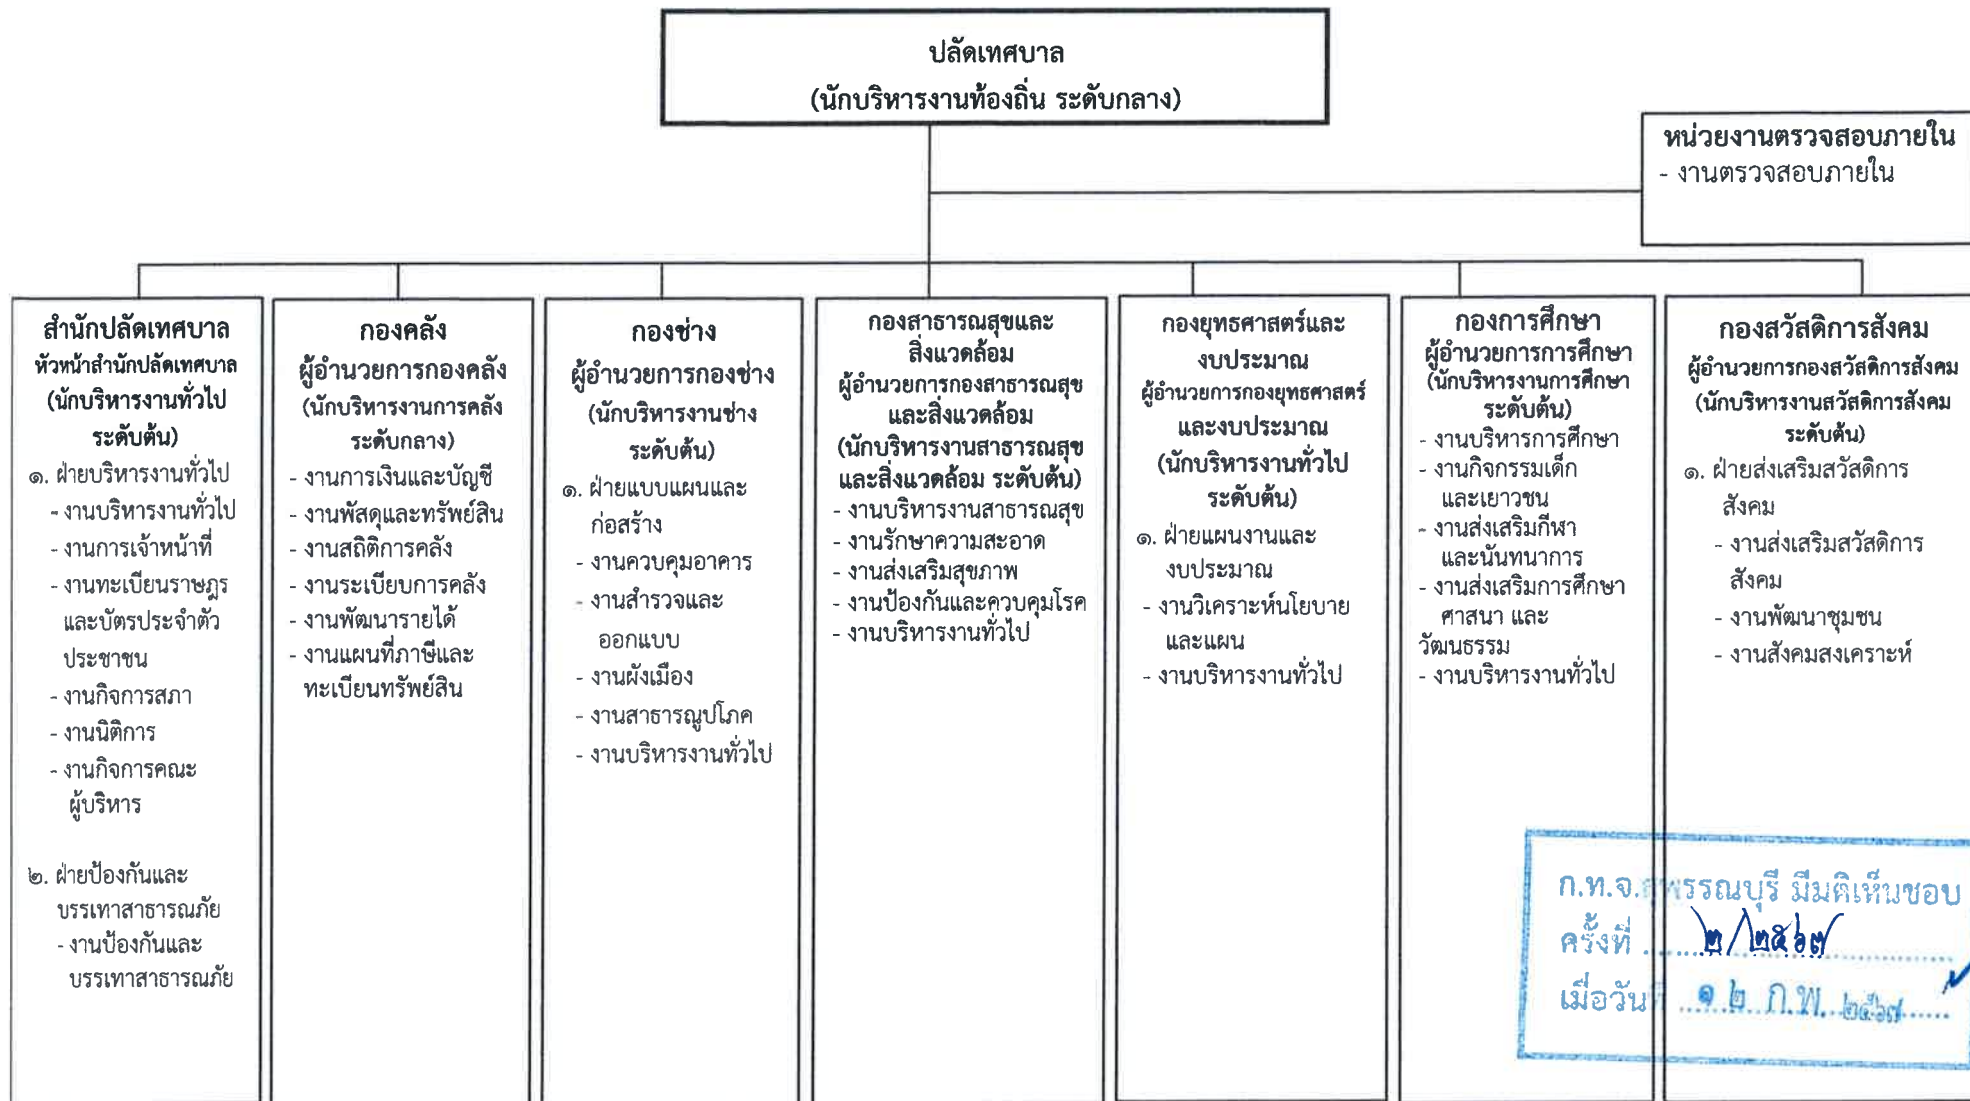 ปลัดเทศบาล
(นักบริหารงานท้องถิ่น ระดับกลาง)
หน่วยงานตรวจสอบภายใน
- งานตรวจสอบภายใน
สำนักปลัดเทศบาล
หัวหน้าสำนักปลัดเทศบาล
(นักบริหารงานทั่วไป
ระดับต้น)
๑. ฝ่ายบริหารงานทั่วไป
- งานบริหารงานทั่วไป
- งานการเจ้าหน้าที่
- งานทะเบียนราษฎร
และบัตรประจำตัว
ประชาชน
- งานกิจการสภา
- งานนิติการ
- งานกิจการคณะ
ผู้บริหาร
๒. ฝ่ายป้องกันและ
บรรเทาสาธารณภัย
- งานป้องกันและ
บรรเทาสาธารณภัย
กองคลัง
ผู้อำนวยการกองคลัง
(นักบริหารงานการคลัง
ระดับกลาง)
- งานการเงินและบัญชี
- งานพัสดุและทรัพย์สิน
- งานสถิติการคลัง
- งานระเบียบการคลัง
- งานพัฒนารายได้
- งานแผนที่ภาษีและ
ทะเบียนทรัพย์สิน
กองช่าง
ผู้อำนวยการกองช่าง
(นักบริหารงานช่าง
ระดับต้น)
๑. ฝ่ายแบบแผนและ
ก่อสร้าง
- งานควบคุมอาคาร
- งานสำรวจและ
ออกแบบ
- งานผังเมือง
- งานสาธารณูปโภค
- งานบริหารงานทั่วไป
กองสาธารณสุขและ
สิ่งแวดล้อม
ผู้อำนวยการกองสาธารณสุข
และสิ่งแวดล้อม
(นักบริหารงานสาธารณสุข
และสิ่งแวดล้อม ระดับต้น)
- งานบริหารงานสาธารณสุข
- งานรักษาความสะอาด
- งานส่งเสริมสุขภาพ
- งานป้องกันและควบคุมโรค
- งานบริหารงานทั่วไป
กองยุทธศาสตร์และ
งบประมาณ
ผู้อำนวยการกองยุทธศาสตร์
และงบประมาณ
(นักบริหารงานทั่วไป
ระดับต้น)
๑. ฝ่ายแผนงานและ
งบประมาณ
- งานวิเคราะห์นโยบาย
และแผน
- งานบริหารงานทั่วไป
กองการศึกษา
ผู้อำนวยการการศึกษา
(นักบริหารงานการศึกษา
ระดับต้น)
- งานบริหารการศึกษา
- งานกิจกรรมเด็ก
และเยาวชน
- งานส่งเสริมกีฬา
และนันทนาการ
- งานส่งเสริมการศึกษา
ศาสนา และ
วัฒนธรรม
- งานบริหารงานทั่วไป
กองสวัสดิการสังคม
ผู้อำนวยการกองสวัสดิการสังคม
(นักบริหารงานสวัสดิการสังคม
ระดับต้น)
๑. ฝ่ายส่งเสริมสวัสดิการ
สังคม
- งานส่งเสริมสวัสดิการ
สังคม
- งานพัฒนาชุมชน
- งานสังคมสงเคราะห์
ก.ท.จ.สุพรรณบุรี มีมติเห็นชอบ
ครั้งที่ ๒/๒๕๖๗
เมื่อวันที่ ๑๒ ก.พ. ๒๕๖๗